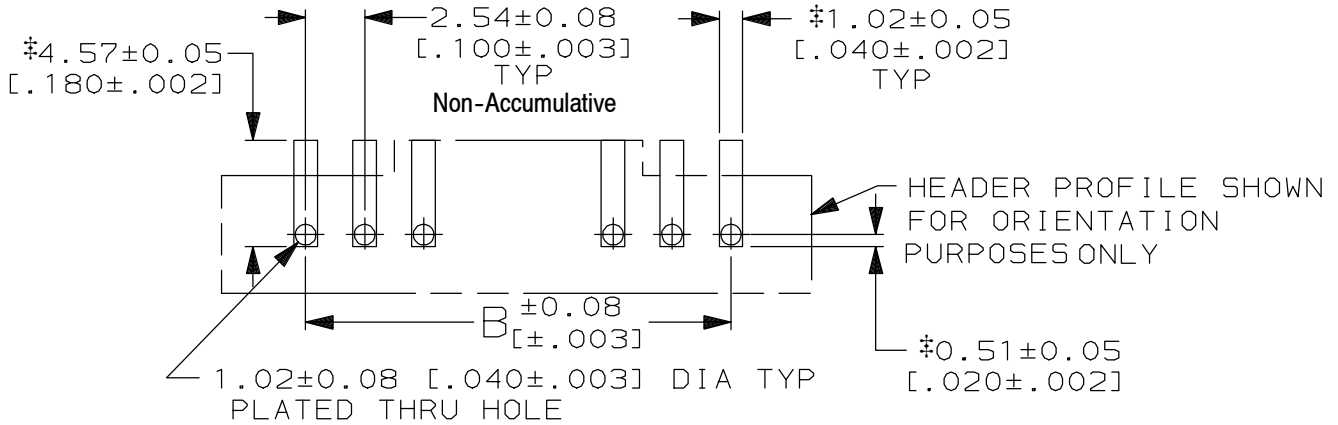 2.54±0.08
[.100±.003]
TYP
Non-Accumulative
‡1.02±0.05
[.040±.002]
TYP
‡4.57±0.05
[.180±.002]
HEADER PROFILE SHOWN
FOR ORIENTATION
PURPOSES ONLY
B ±0.08
[±.003]
‡0.51±0.05
[.020±.002]
1.02±0.08 [.040±.003] DIA TYP
PLATED THRU HOLE